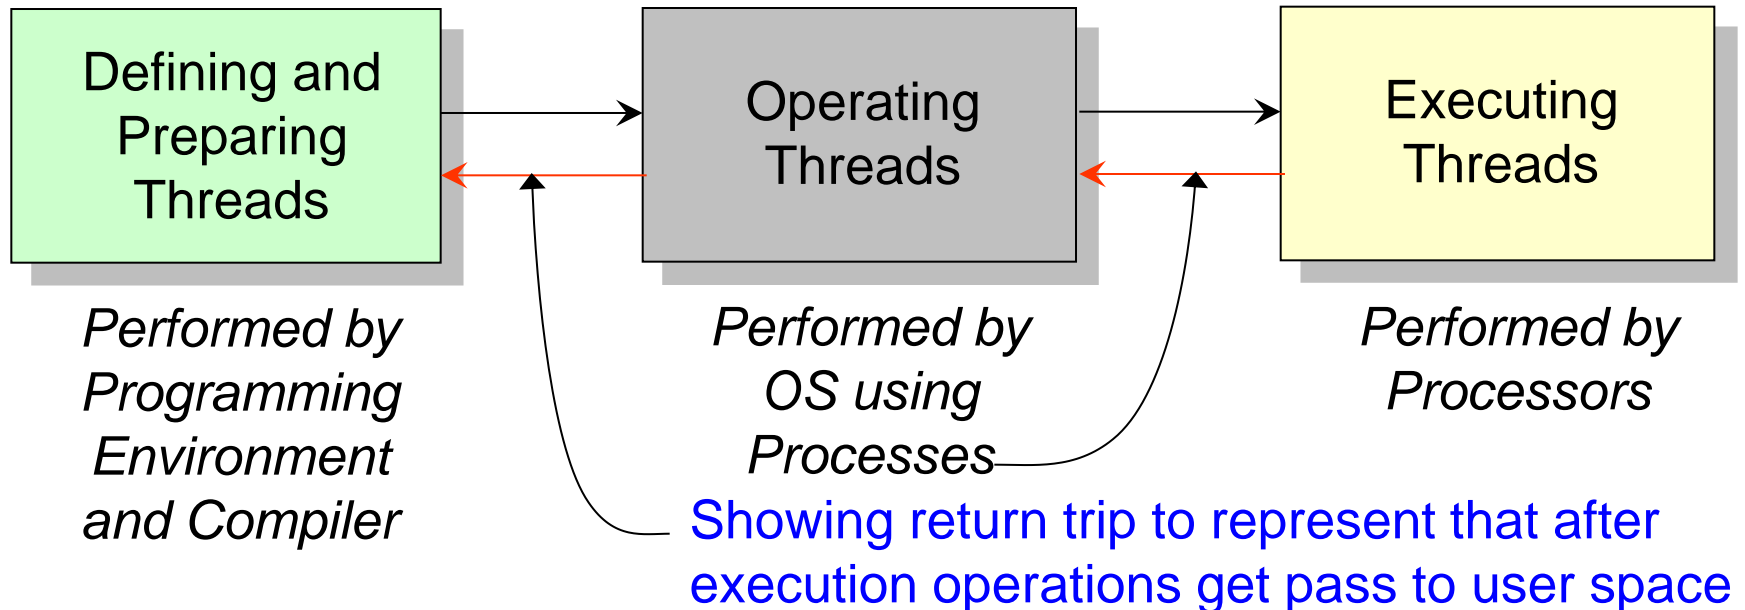 Defining and
Preparing
Threads
Operating
Threads
Executing
Threads
Performed by
Programming
Environment
and Compiler
Performed by
OS using
Processes
Performed by
Processors
Showing return trip to represent that after
execution operations get pass to user space